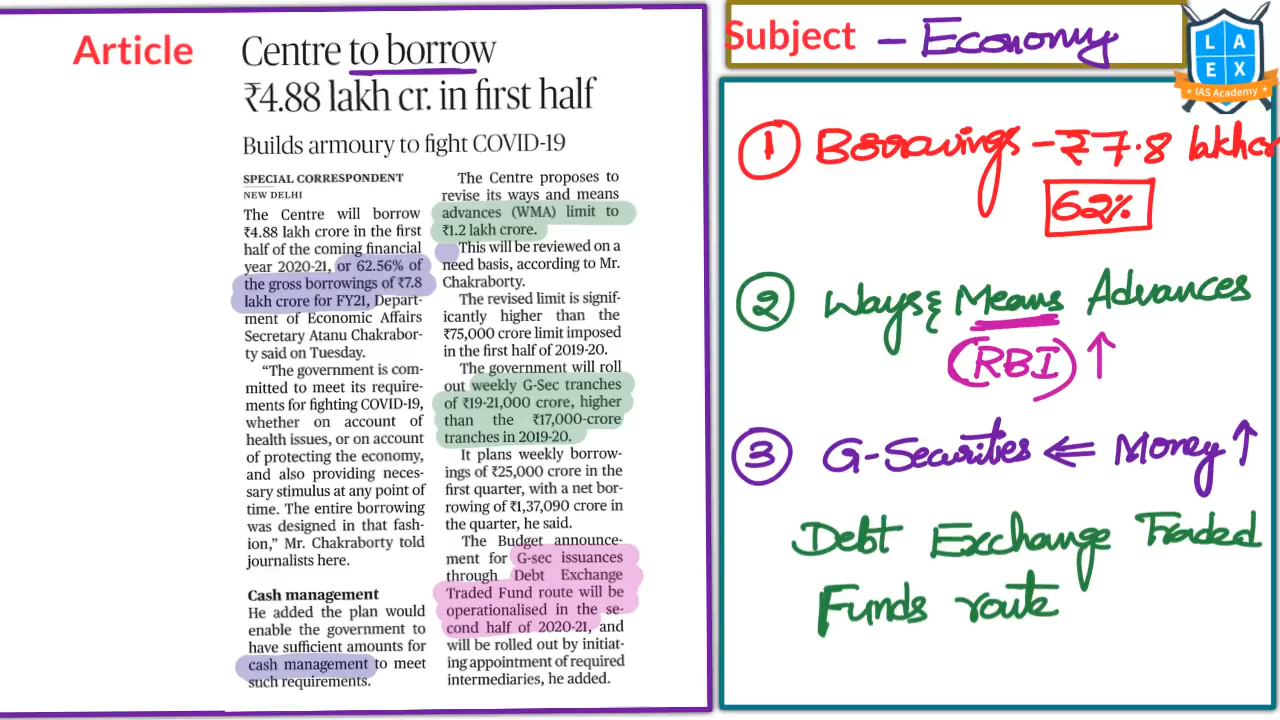 Article
Centre to borrow
₹4.88 lakh cr. in first half
Builds armoury to fight COVID-19
SPECIAL CORRESPONDENT
NEW DELHI
The Centre will borrow
₹4.88 lakh crore in the first
half of the coming financial
year 2020-21, or 62.56% of
the gross borrowings of ₹7.8
lakh crore for FY21, Depart-
ment of Economic Affairs
Secretary Atanu Chakrabor-
ty said on Tuesday.
"The government is com-
mitted to meet its require-
ments for fighting COVID-19,
whether on account of
health issues, or on account
of protecting the economy,
and also providing neces-
sary stimulus at any point of
time. The entire borrowing
was designed in that fash-
ion," Mr. Chakraborty told
journalists here.
Cash management
He added the plan would
enable the government to
have sufficient amounts for
cash management to meet
such requirements.
The Centre proposes to
revise its ways and means
advances (WMA) limit to
₹1.2 lakh crore.
This will be reviewed on a
need basis, according to Mr.
Chakraborty.
The revised limit is signif-
icantly higher than the
₹75,000 crore limit imposed
in the first half of 2019-20.
The government will roll
out weekly G-Sec tranches
of ₹19-21,000 crore, higher
than the ₹17,000-crore
tranches in 2019-20.
It plans weekly borrow-
ings of ₹25,000 crore in the
first quarter, with a net bor-
rowing of ₹1,37,090 crore in
the quarter, he said.
The Budget announce-
ment for G-sec issuances
through Debt Exchange
Traded Fund route will be
operationalised in the se-
cond half of 2020-21, and
will be rolled out by initiat-
ing appointment of required
intermediaries, he added.
Subject - Economy
LA
EX
IAS Academy
① Borrowings - ₹7.8 lakh cr
62%
② Ways & Means Advances
(RBI) ↑
③ G-Securities ⇐ Money ↑
Debt Exchange Traded
Funds route